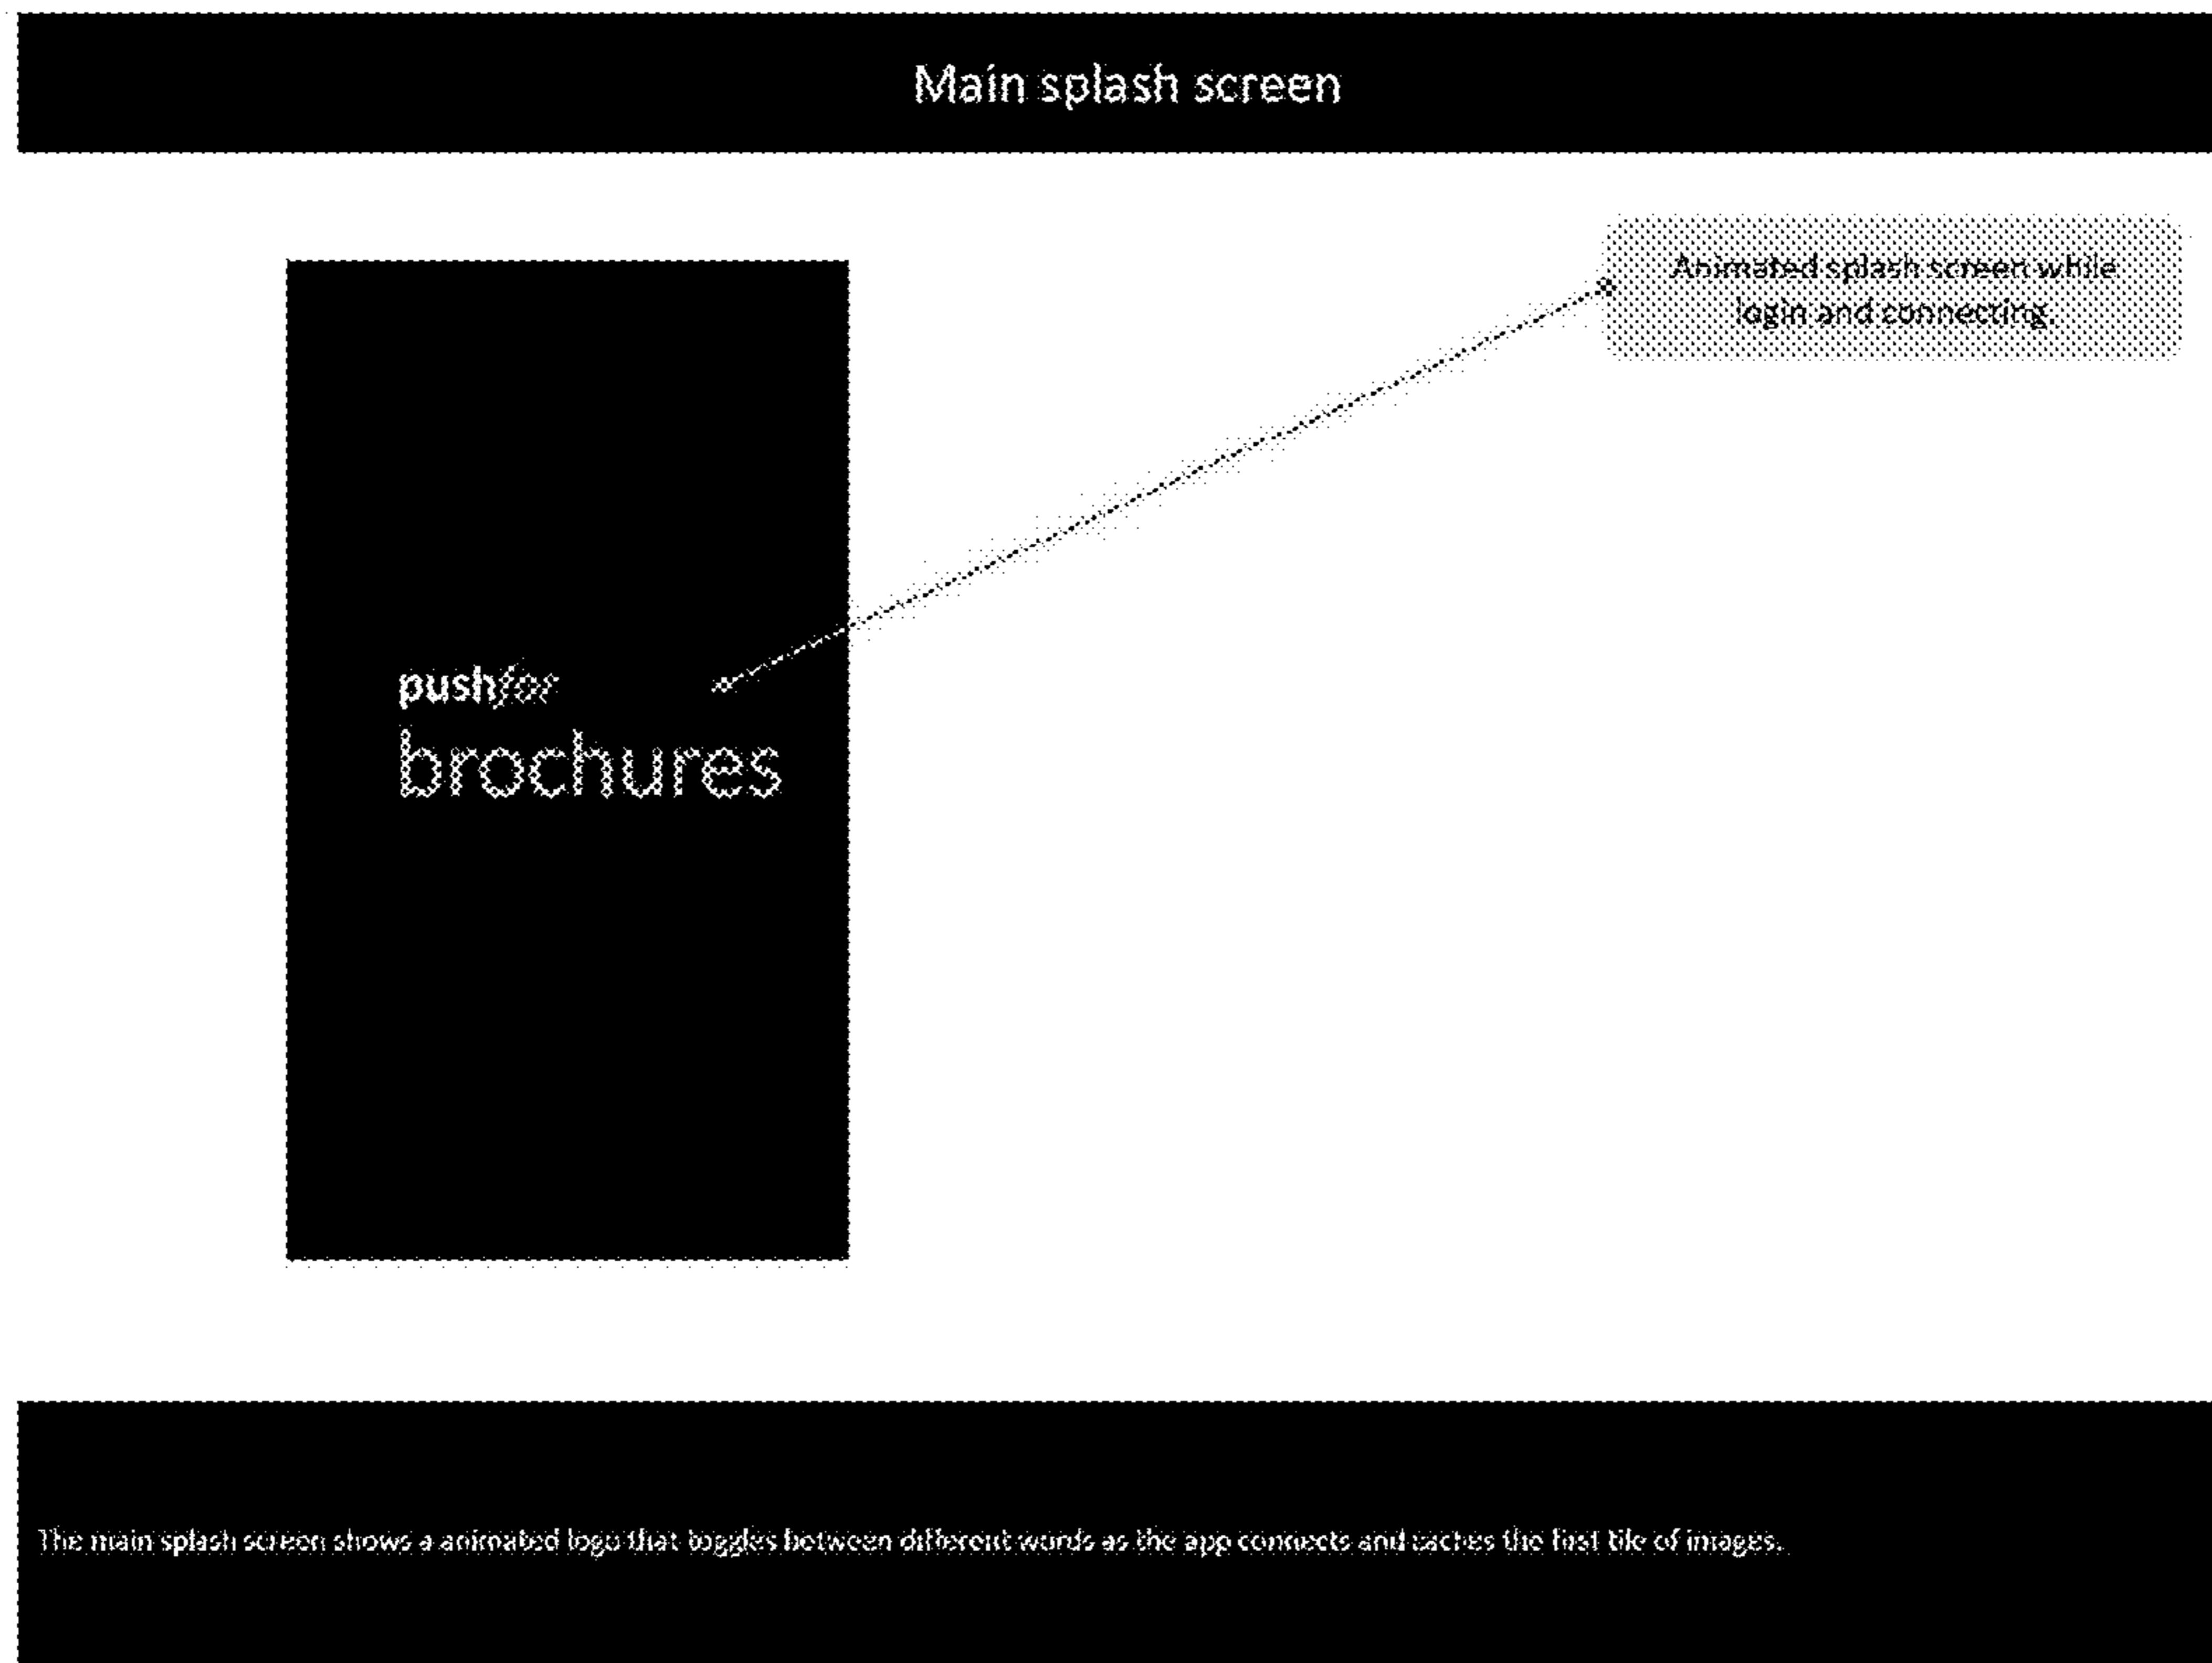 Main splash screen
Animated splash screen while
login and connecting
pushfor
brochures
The main splash screen shows a animated logo that toggles between different words as the app connects and caches the first tile of images.